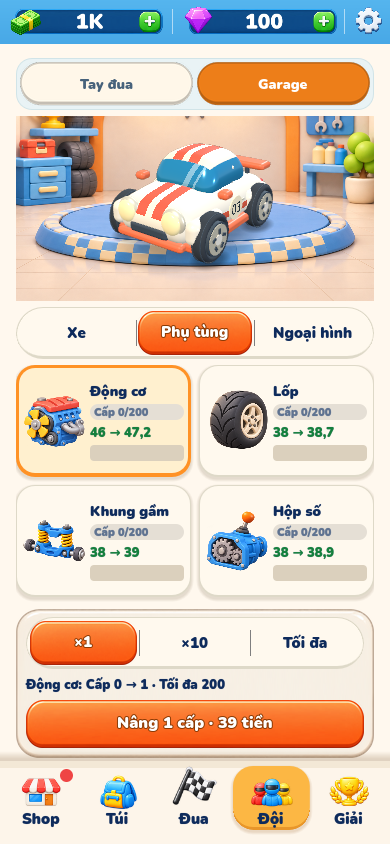 1K
100
Tay đua
Garage
03
Xe
Phụ tùng
Ngoại hình
Động cơ
Cấp 0/200
46 → 47,2
Lốp
Cấp 0/200
38 → 38,7
Khung gầm
Cấp 0/200
38 → 39
Hộp số
Cấp 0/200
38 → 38,9
×1
×10
Tối đa
Động cơ: Cấp 0 → 1 · Tối đa 200
Nâng 1 cấp · 39 tiền
Shop
Túi
Đua
Đội
Giải